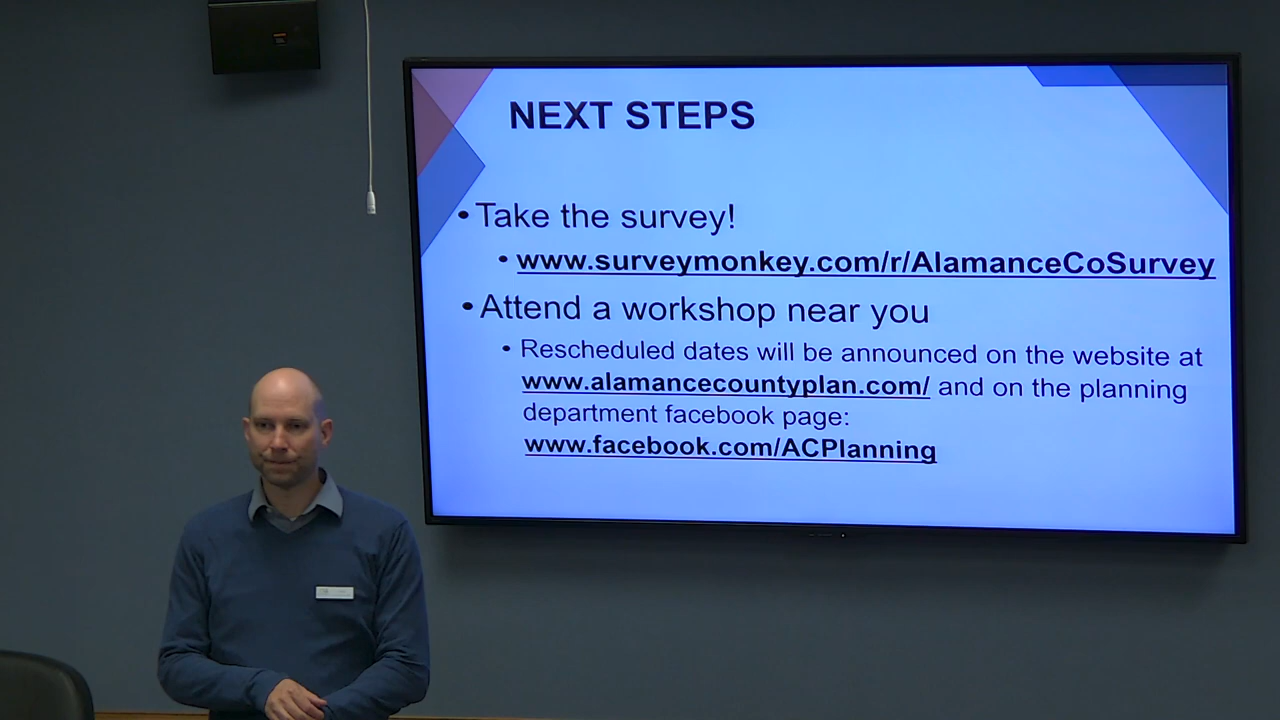 NEXT STEPS
• Take the survey!
• www.surveymonkey.com/r/AlamanceCoSurvey
• Attend a workshop near you
• Rescheduled dates will be announced on the website at
www.alamancecountyplan.com/ and on the planning
department facebook page:
www.facebook.com/ACPlanning